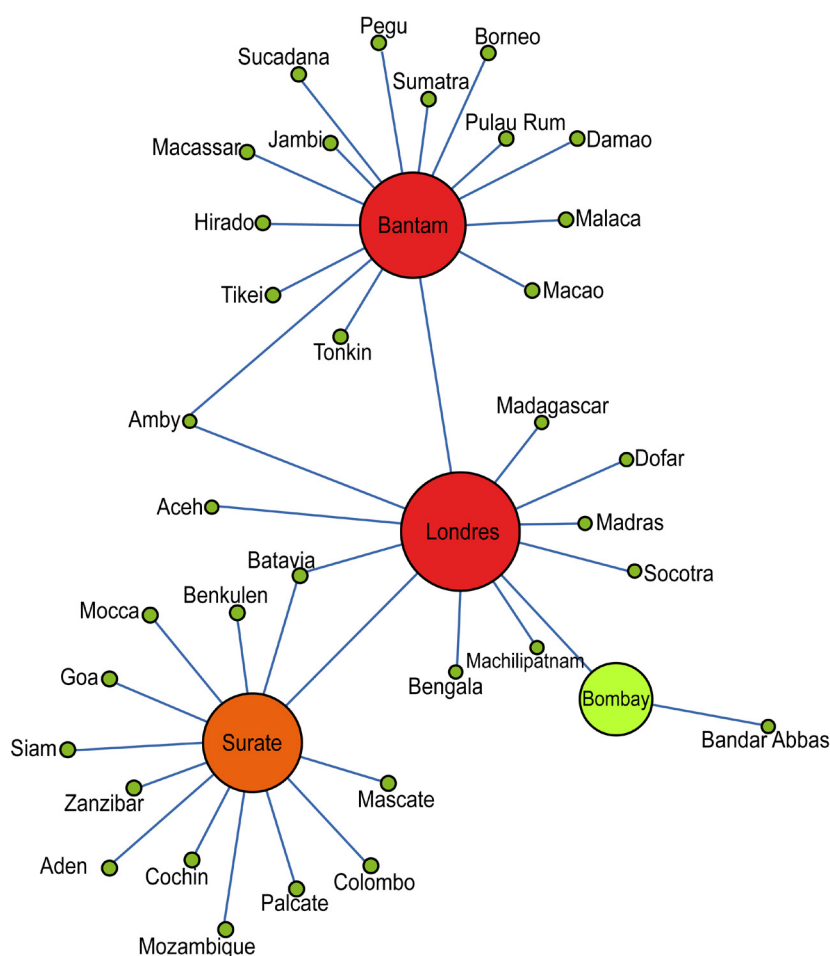 Pegu
Borneo
Sucadana
Sumatra
Pulau Rum
Jambi
Damao
Macassar
Bantam
Hirado
Malaca
Tikei
Macao
Tonkin
Madagascar
Amby
Dofar
Aceh
Londres
Madras
Batavia
Socotra
Benkulen
Mocca
Machilipatnam
Goa
Bengala
Bombay
Siam
Surate
Bandar Abbas
Zanzibar
Mascate
Aden
Cochin
Colombo
Palcate
Mozambique